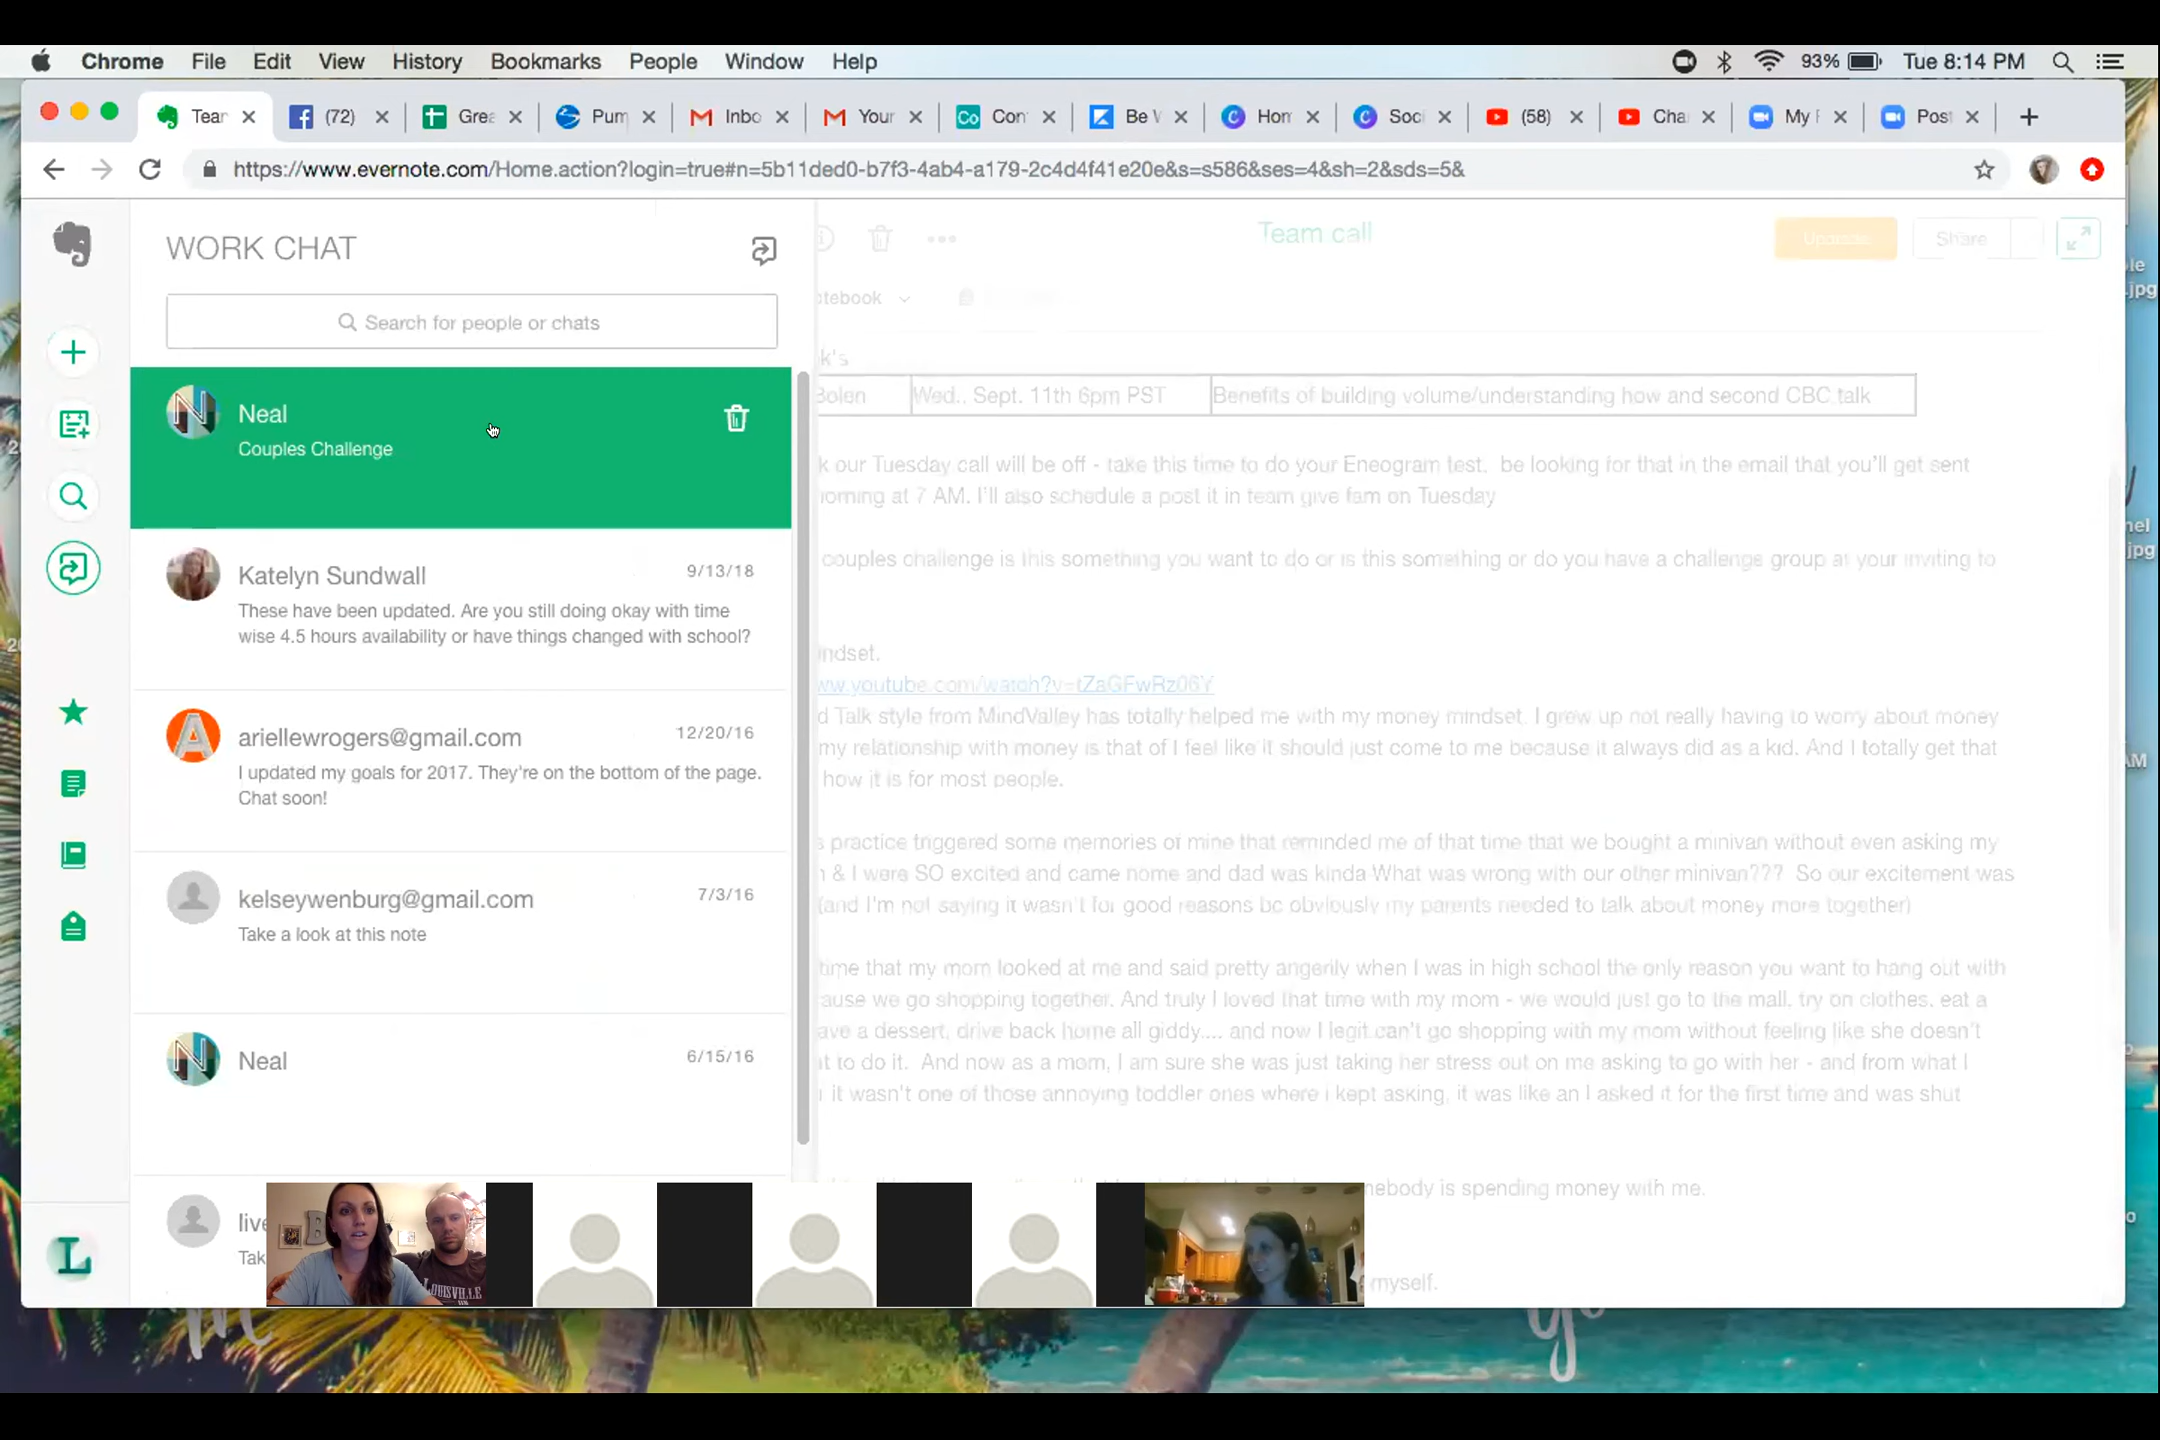 Chrome File Edit View History Bookmarks People Window Help 93% Tue 8:14 PM
Tear (72) Grea Pum Inbo Your Con Be V Hom Soci (58) Cha My F Post
https://www.evernote.com/Home.action?login=true#n=5b11ded0-b7f3-4ab4-a179-2c4d4f41e20e&s=s586&ses=4&sh=2&sds=5&
WORK CHAT
Search for people or chats
Neal
Couples Challenge
Katelyn Sundwall 9/13/18
These have been updated. Are you still doing okay with time
wise 4.5 hours availability or have things changed with school?
ariellewrogers@gmail.com 12/20/16
I updated my goals for 2017. They're on the bottom of the page.
Chat soon!
kelseywenburg@gmail.com 7/3/16
Take a look at this note
Neal 6/15/16
live
Tak
L
Team call
Upgrade Share
tebook
k's
Bolen Wed.. Sept. 11th 6pm PST Benefits of building volume/understanding how and second CBC talk
k our Tuesday call will be off - take this time to do your Eneogram test. be looking for that in the email that you'll get sent
orning at 7 AM. I'll also schedule a post it in team give fam on Tuesday
couples challenge is this something you want to do or is this something or do you have a challenge group at your inviting to
ndset.
ww.youtube.com/watch?v=tZaGFwRz06Y
d Talk style from MindValley has totally helped me with my money mindset. I grew up not really having to worry about money
my relationship with money is that of I feel like it should just come to me because it always did as a kid. And I totally get that
how it is for most people.
s practice triggered some memories of mine that reminded me of that time that we bought a minivan without even asking my
n & I were SO excited and came home and dad was kinda What was wrong with our other minivan??? So our excitement was
(and I'm not saying it wasn't for good reasons bc obviously my parents needed to talk about money more together)
time that my mom looked at me and said pretty angerily when I was in high school the only reason you want to hang out with
ause we go shopping together. And truly I loved that time with my mom - we would just go to the mall, try on clothes, eat a
ave a dessert, drive back home all giddy.... and now I legit can't go shopping with my mom without feeling like she doesn't
at to do it. And now as a mom, I am sure she was just taking her stress out on me asking to go with her - and from what I
it wasn't one of those annoying toddler ones where i kept asking, it was like an I asked it for the first time and was shut
mebody is spending money with me.
myself.
LOUISVILLE
.jpg
nel
.jpg
AM